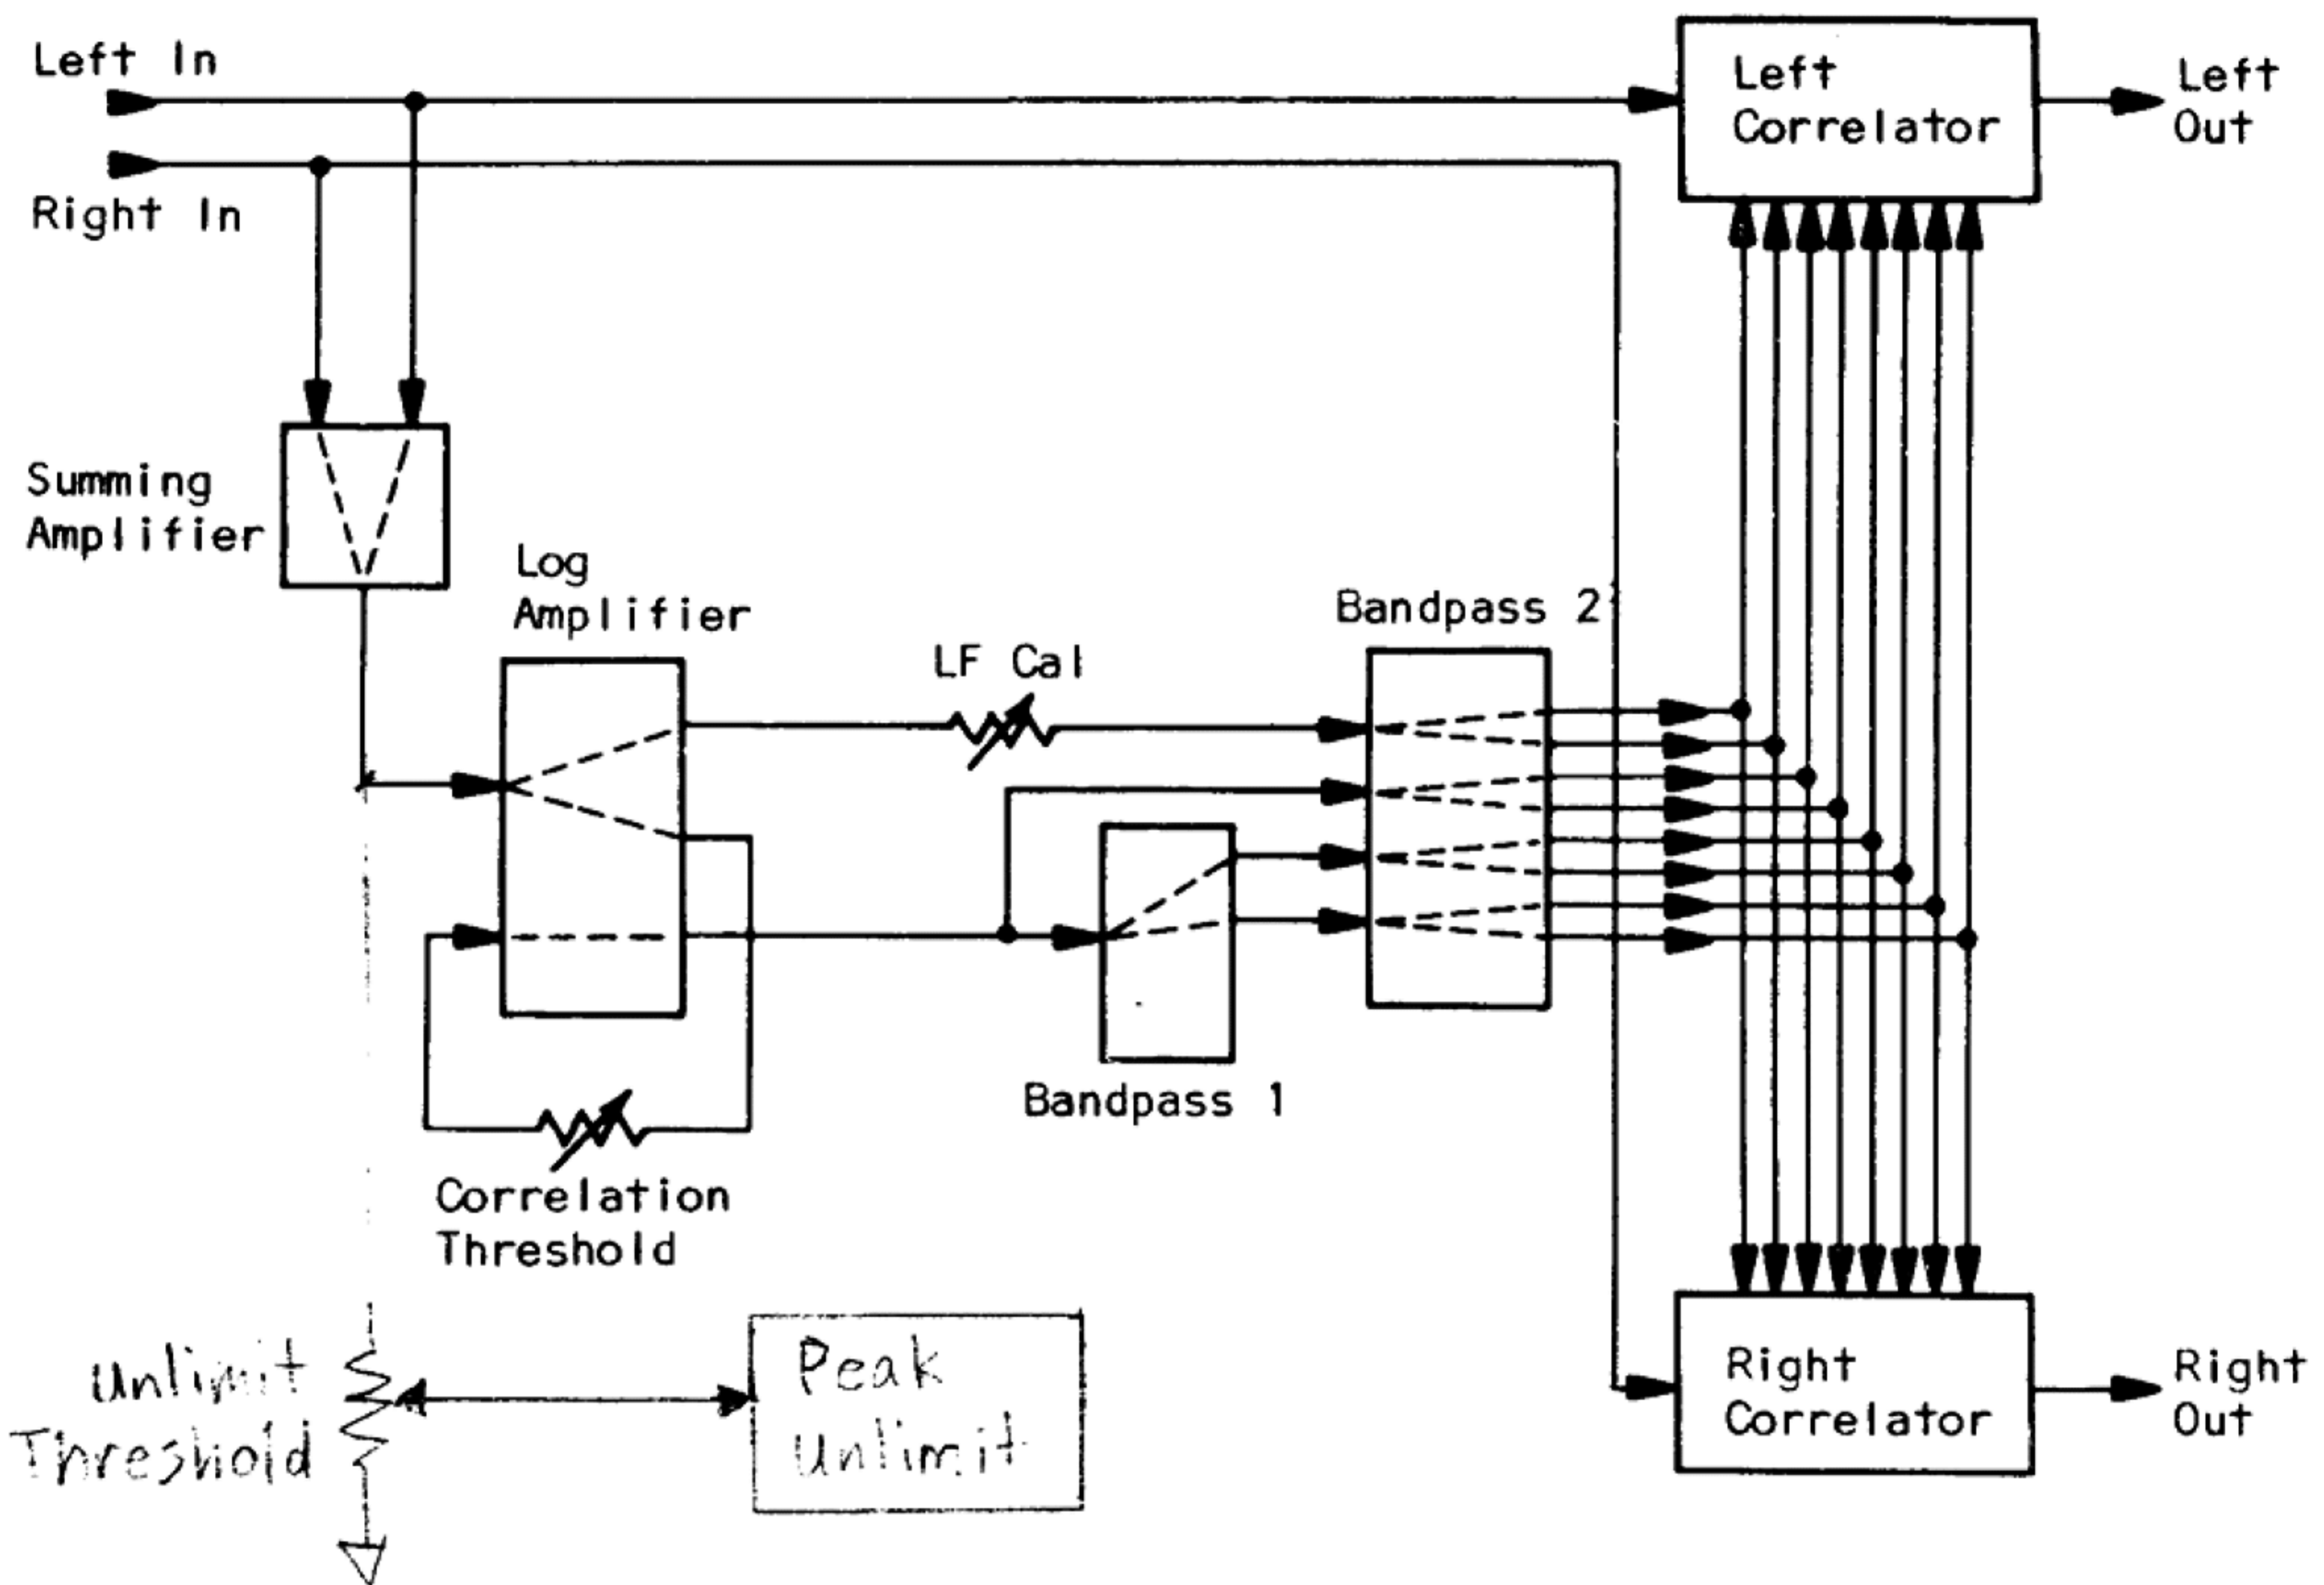 Left In
Right In
Left
Correlator
Left
Out
Summing
Amplifier
Log
Amplifier
LF Cal
Bandpass 2
Bandpass 1
Correlation
Threshold
Unlimit
Threshold
Peak
Unlimit
Right
Correlator
Right
Out